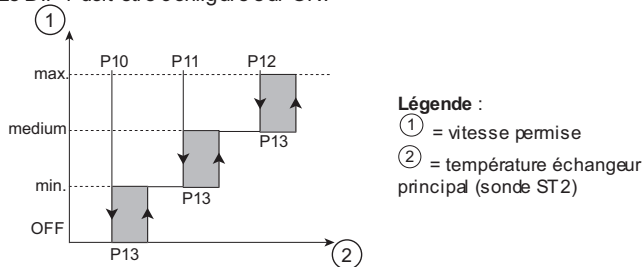 1
P10 P11 P12
max.
medium
P13
min.
P13
OFF
P13
2
Légende :
1 = vitesse permise
2 = température échangeur
principal (sonde ST2)